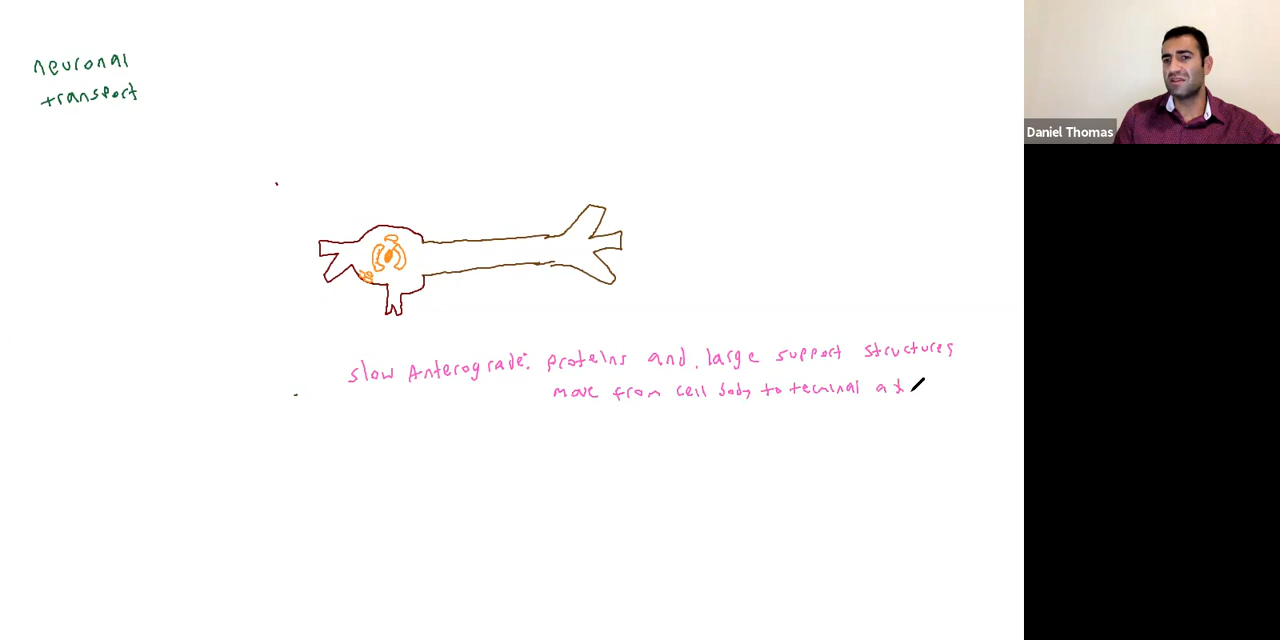 neuronal
transport
Daniel Thomas
slow Anterograde: proteins and large support structures
move from cell body to terminal ax